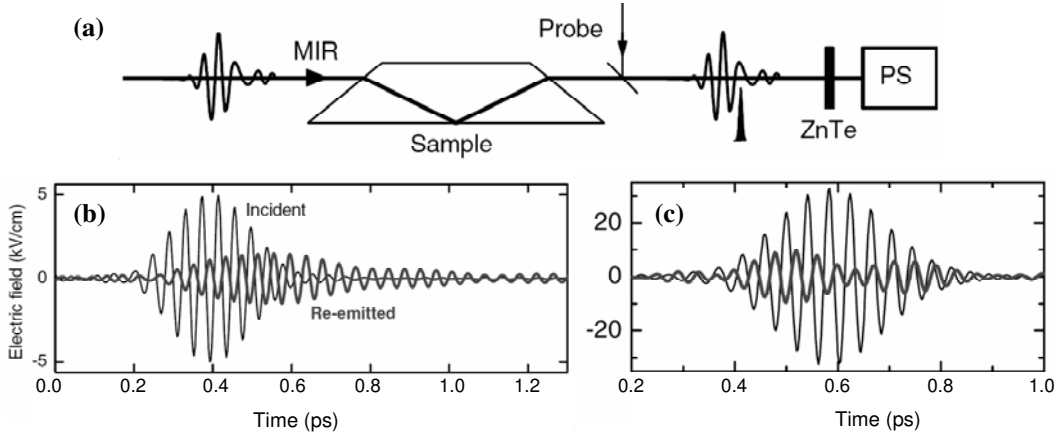 (a)
MIR
Probe
Sample
ZnTe
PS
(b)
Incident
Re-emitted
Electric field (kV/cm)
5
0
-5
0.0 0.2 0.4 0.6 0.8 1.0 1.2
Time (ps)
(c)
20
0
-20
0.2 0.4 0.6 0.8 1.0
Time (ps)